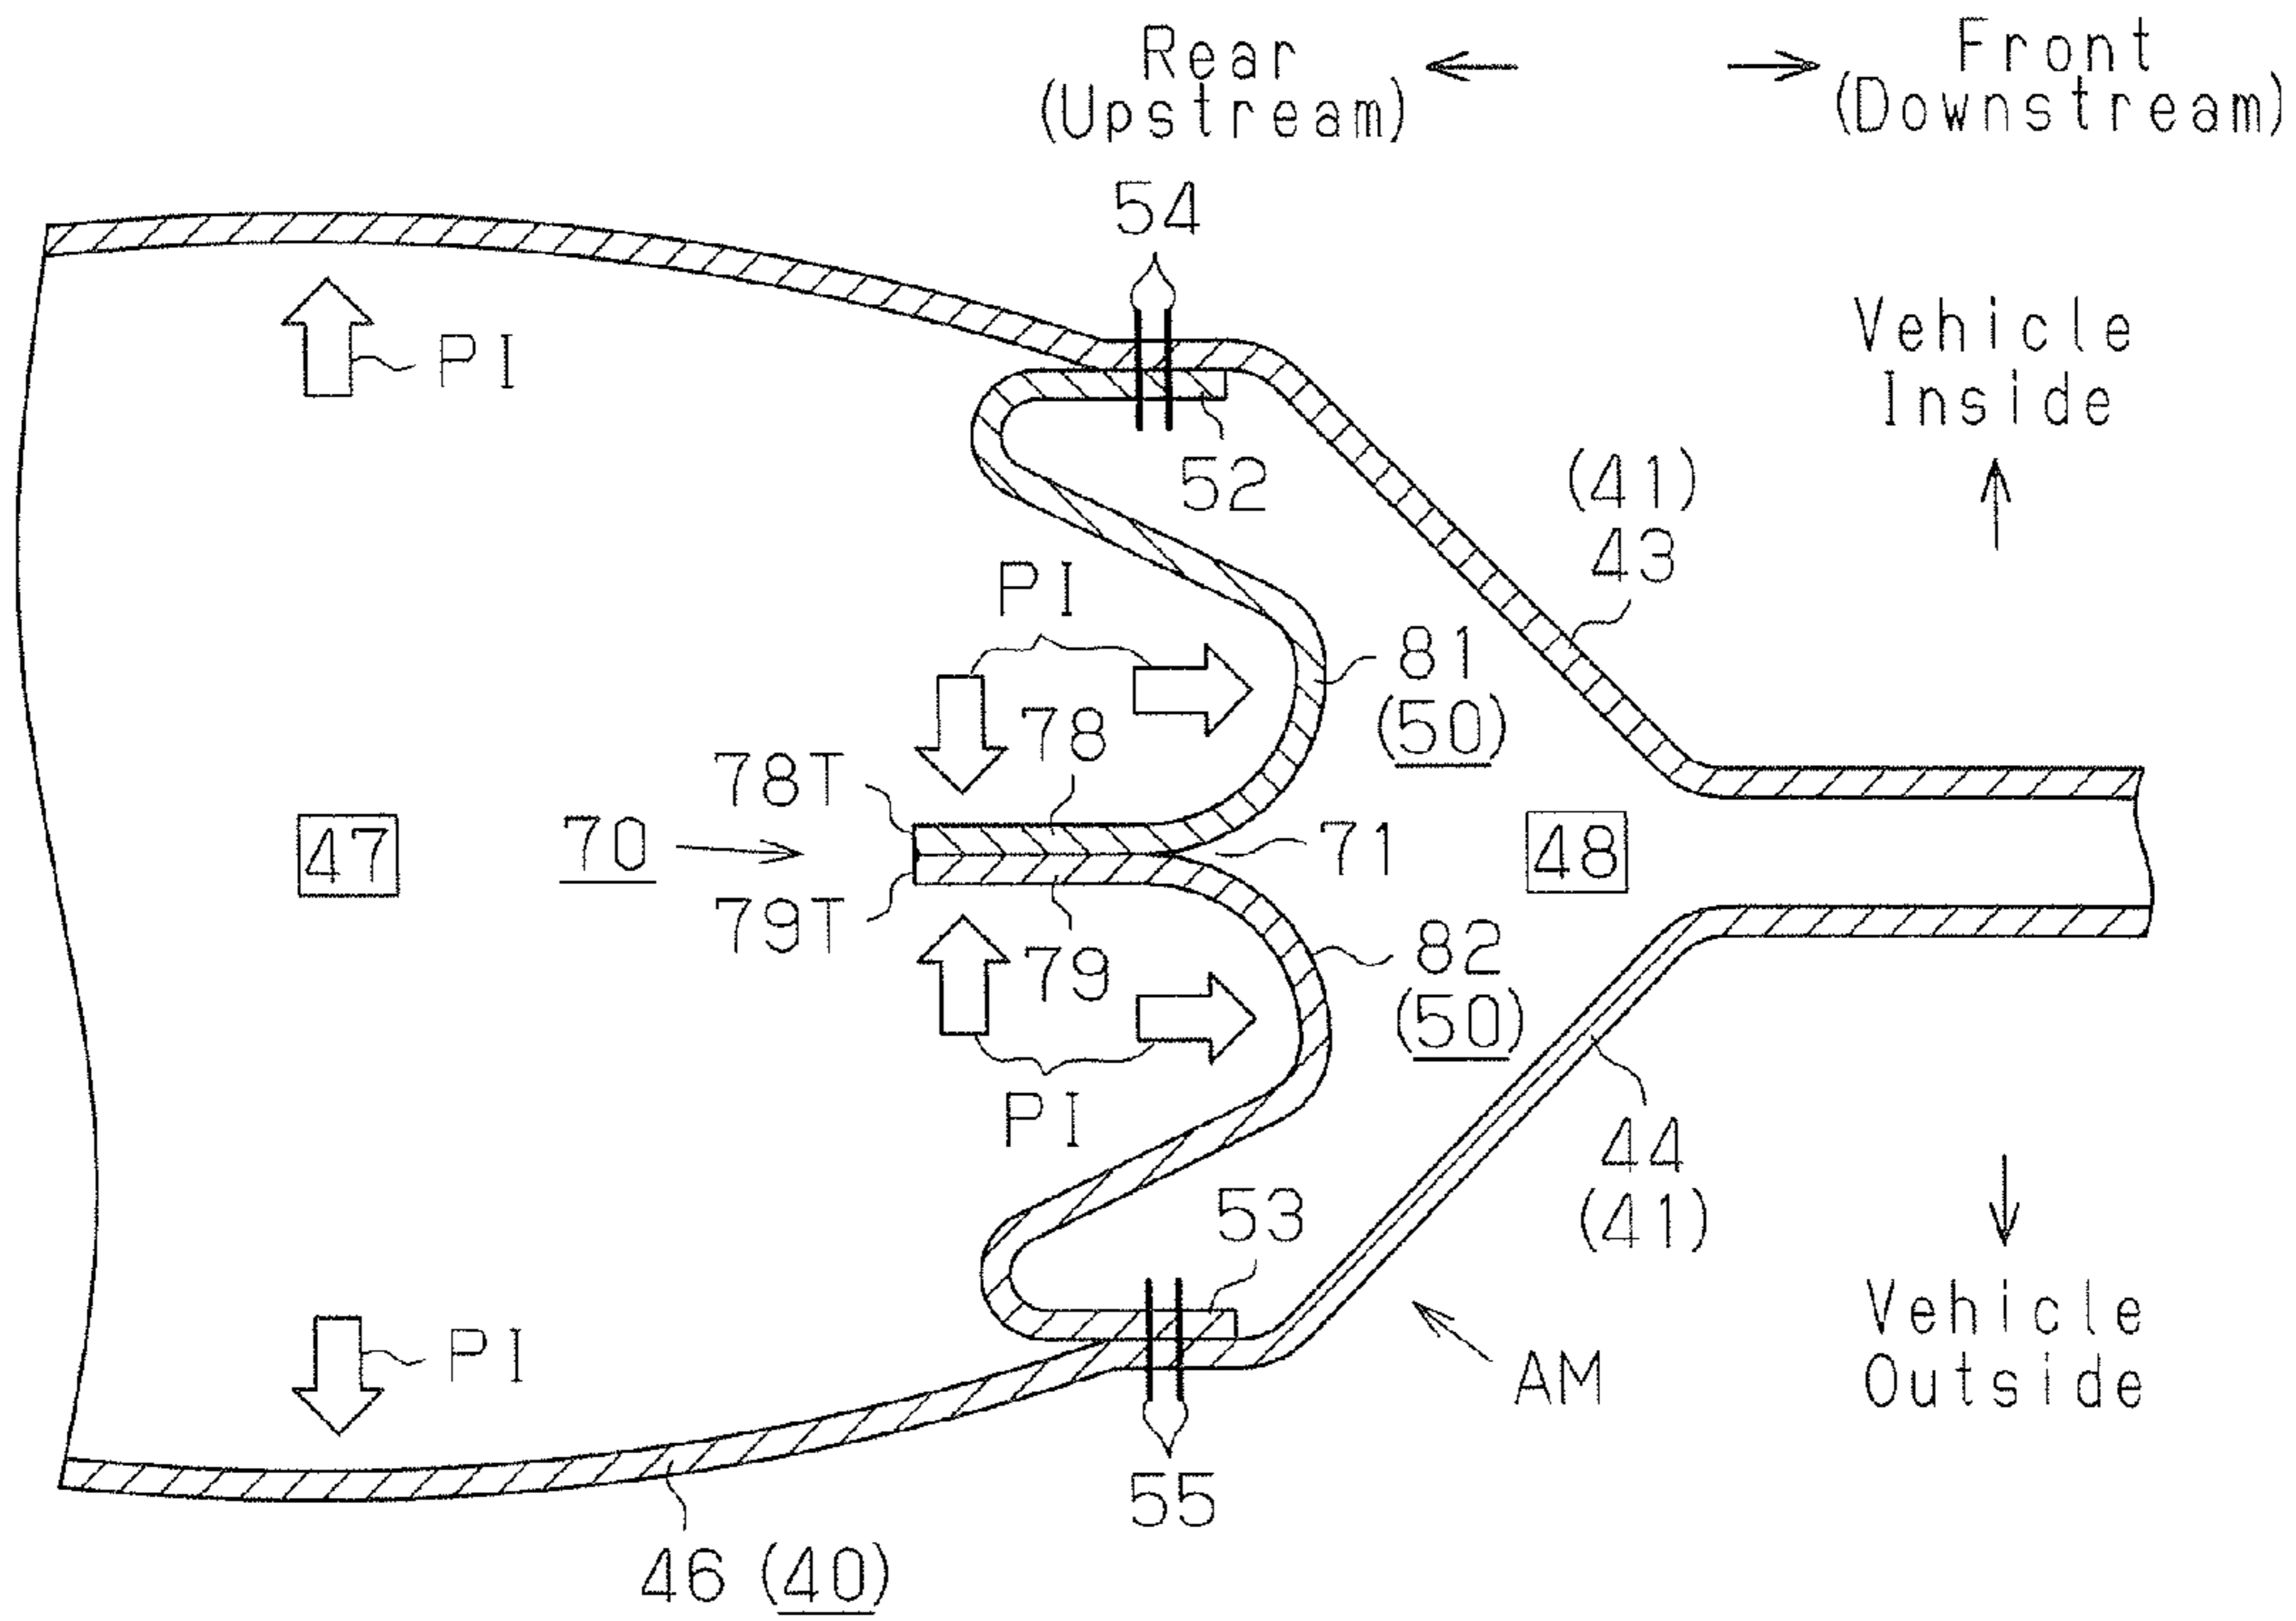 Rear
(Upstream)
Front
(Downstream)
54
Vehicle
Inside
PI
52
(41)
43
PI
81
(50)
78
78T
47
70
71
48
79T
79
82
(50)
PI
44
(41)
53
PI
AM
Vehicle
Outside
55
46 (40)